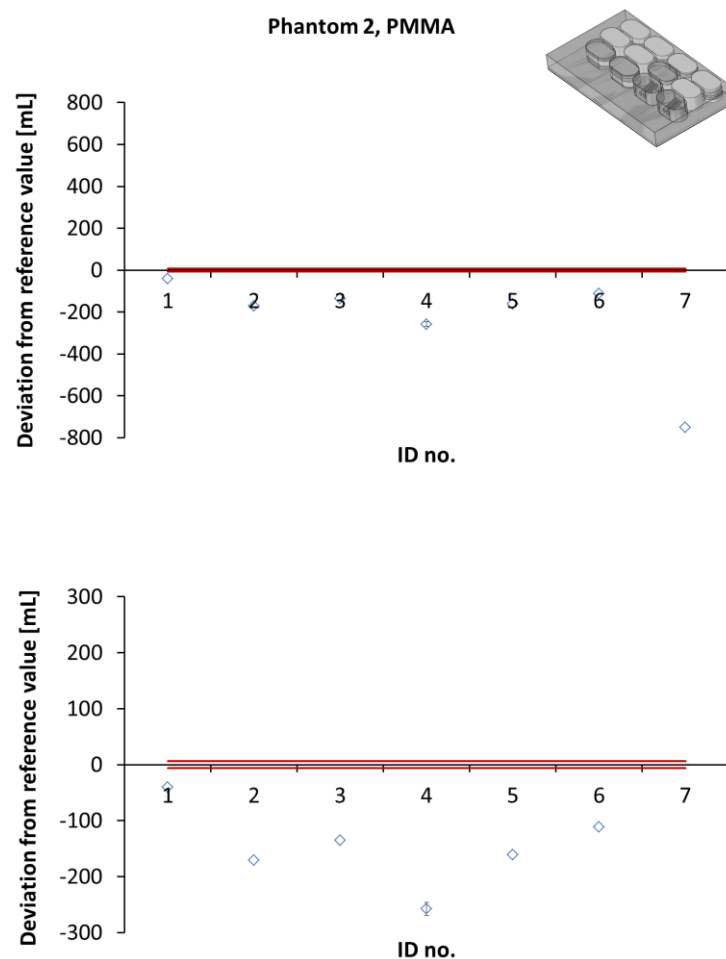 Phantom 2, PMMA
Deviation from reference value [mL]
800
600
400
200
0
-200
-400
-600
-800
1 2 3 4 5 6 7
ID no.
Deviation from reference value [mL]
300
200
100
0
-100
-200
-300
1 2 3 4 5 6 7
ID no.